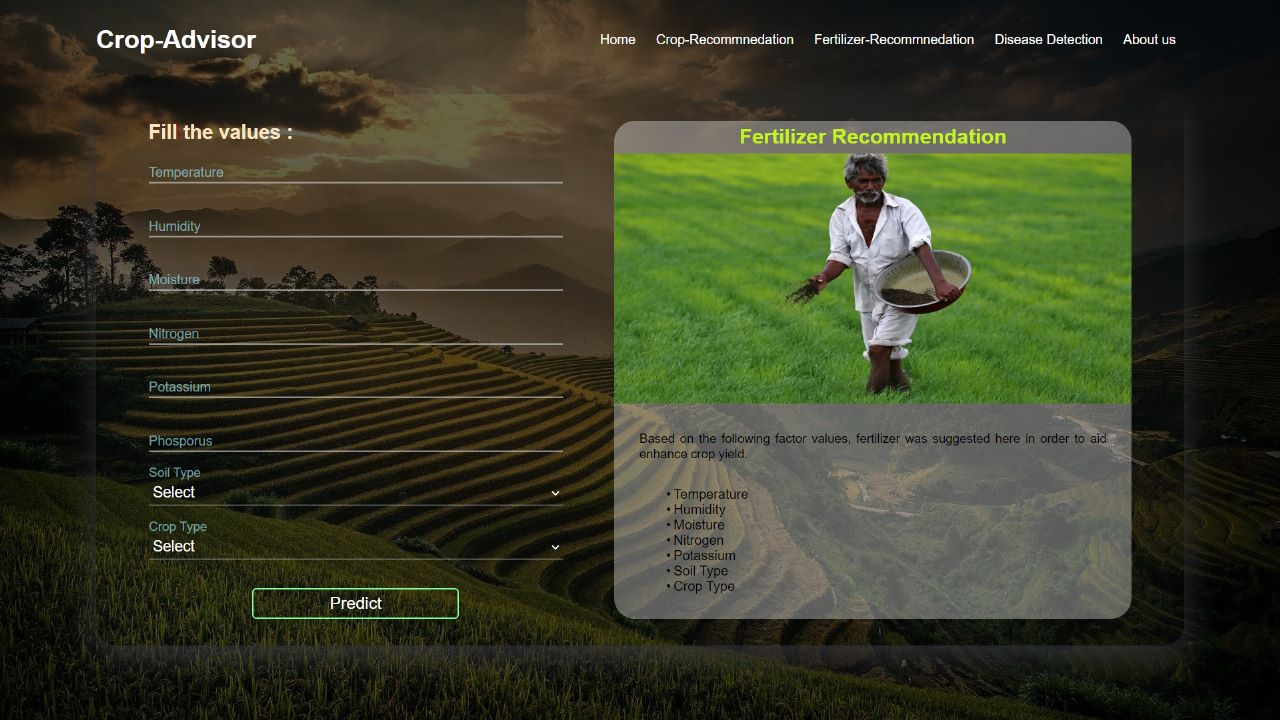 Crop-Advisor
Home Crop-Recommnedation Fertilizer-Recommnedation Disease Detection About us
Fill the values :
Temperature
Humidity
Moisture
Nitrogen
Potassium
Phosporus
Soil Type
Select
Crop Type
Select
Predict
Fertilizer Recommendation
Based on the following factor values, fertilizer was suggested here in order to aid
enhance crop yield.
• Temperature
• Humidity
• Moisture
• Nitrogen
• Potassium
• Soil Type
• Crop Type